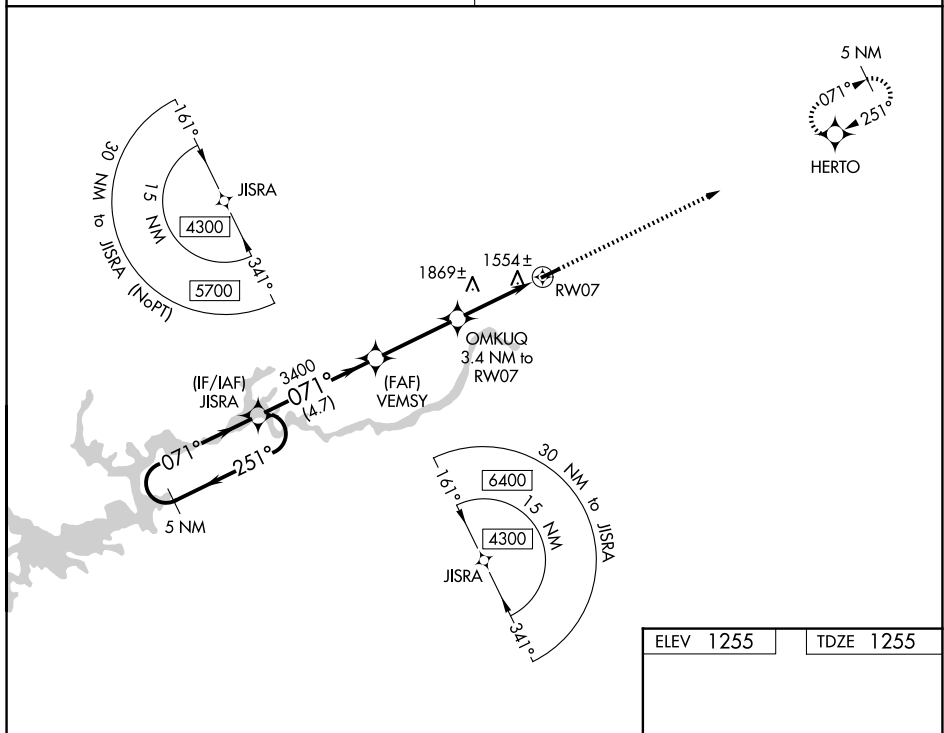 5 NM
071°
251°
HERTO
161°
30 NM to JISRA (NoPT)
15 NM
JISRA
4300
341°
5700
1869±
1554±
RW07
OMKUQ
3.4 NM to
RW07
(IF/IAF)
JISRA
3400
071°
(4.7)
(FAF)
VEMSY
071°
251°
5 NM
30 NM to JISRA
161°
6400
15 NM
4300
JISRA
341°
ELEV 1255
TDZE 1255